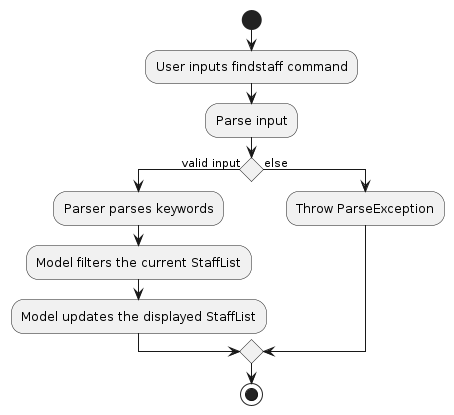 User inputs findstaff command
Parse input
valid input
else
Parser parses keywords
Throw ParseException
Model filters the current StaffList
Model updates the displayed StaffList